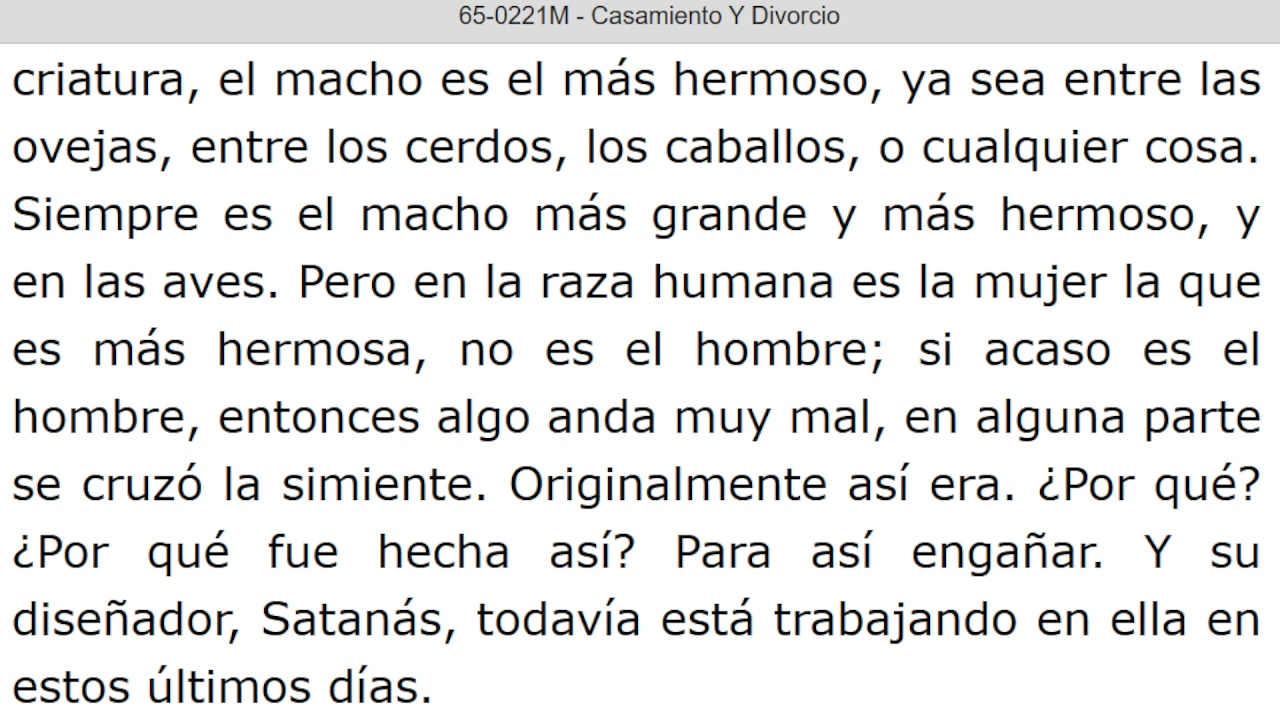 65-0221M - Casamiento Y Divorcio
criatura, el macho es el más hermoso, ya sea entre las
ovejas, entre los cerdos, los caballos, o cualquier cosa.
Siempre es el macho más grande y más hermoso, y
en las aves. Pero en la raza humana es la mujer la que
es más hermosa, no es el hombre; si acaso es el
hombre, entonces algo anda muy mal, en alguna parte
se cruzó la simiente. Originalmente así era. ¿Por qué?
¿Por qué fue hecha así? Para así engañar. Y su
diseñador, Satanás, todavía está trabajando en ella en
estos últimos días.